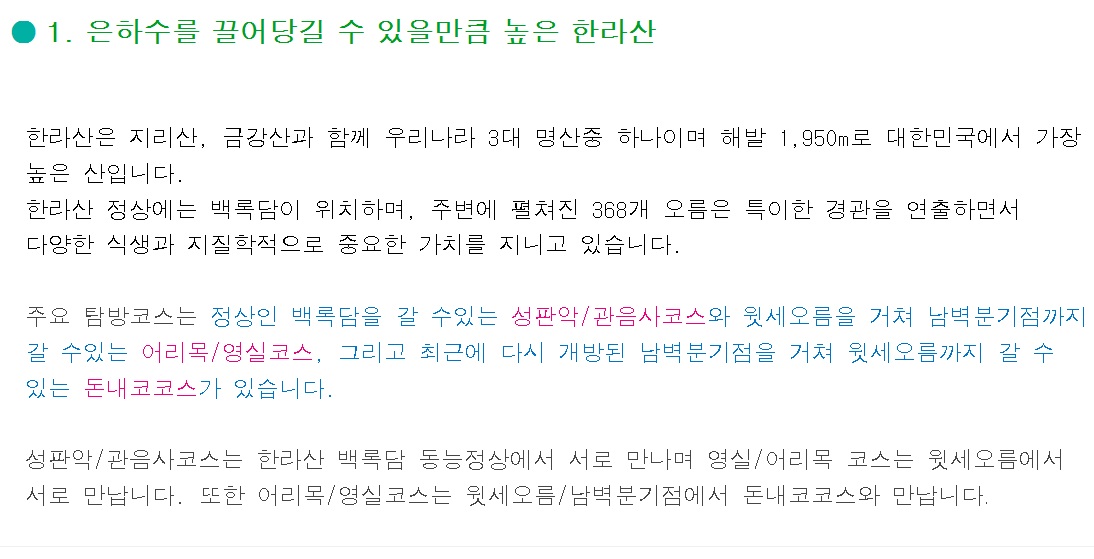 ● 1. 은하수를 끌어당길 수 있을만큼 높은 한라산
한라산은 지리산, 금강산과 함께 우리나라 3대 명산중 하나이며 해발 1,950m로 대한민국에서 가장
높은 산입니다.
한라산 정상에는 백록담이 위치하며, 주변에 펼쳐진 368개 오름은 특이한 경관을 연출하면서
다양한 식생과 지질학적으로 중요한 가치를 지니고 있습니다.
주요 탐방코스는 정상인 백록담을 갈 수있는 성판악/관음사코스와 윗세오름을 거쳐 남벽분기점까지
갈 수있는 어리목/영실코스, 그리고 최근에 다시 개방된 남벽분기점을 거쳐 윗세오름까지 갈 수
있는 돈내코코스가 있습니다.
성판악/관음사코스는 한라산 백록담 동능정상에서 서로 만나며 영실/어리목 코스는 윗세오름에서
서로 만납니다. 또한 어리목/영실코스는 윗세오름/남벽분기점에서 돈내코코스와 만납니다.